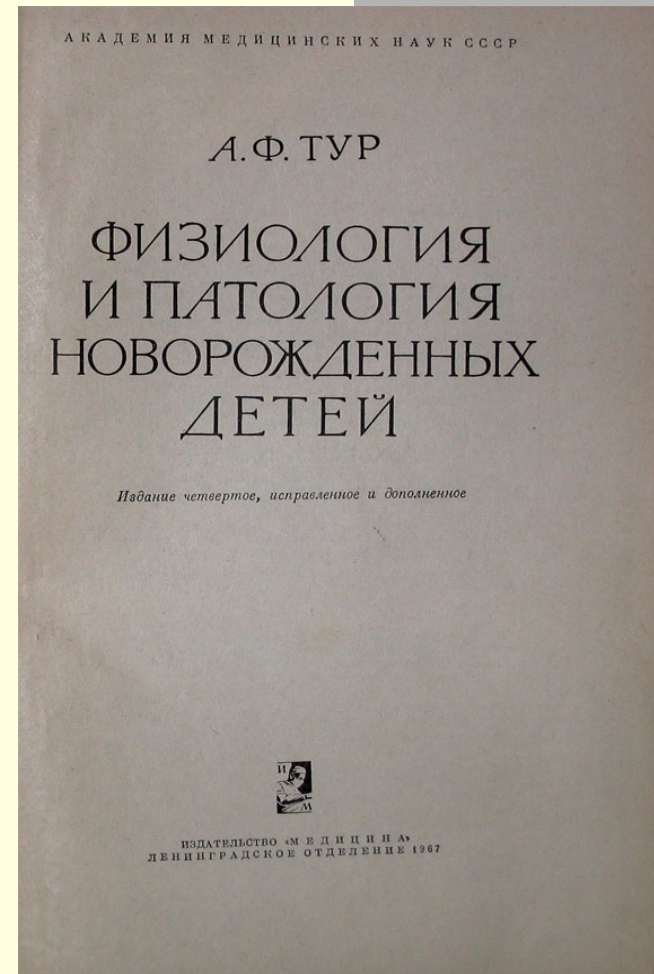 АКАДЕМИЯ МЕДИЦИНСКИХ НАУК СССР
А.Ф. ТУР
ФИЗИОЛОГИЯ
И ПАТОЛОГИЯ
НОВОРОЖДЕННЫХ
ДЕТЕЙ
Издание четвертое, исправленное и дополненное
И
М
ИЗДАТЕЛЬСТВО «МЕДИЦИНА»
ЛЕНИНГРАДСКОЕ ОТДЕЛЕНИЕ 1967